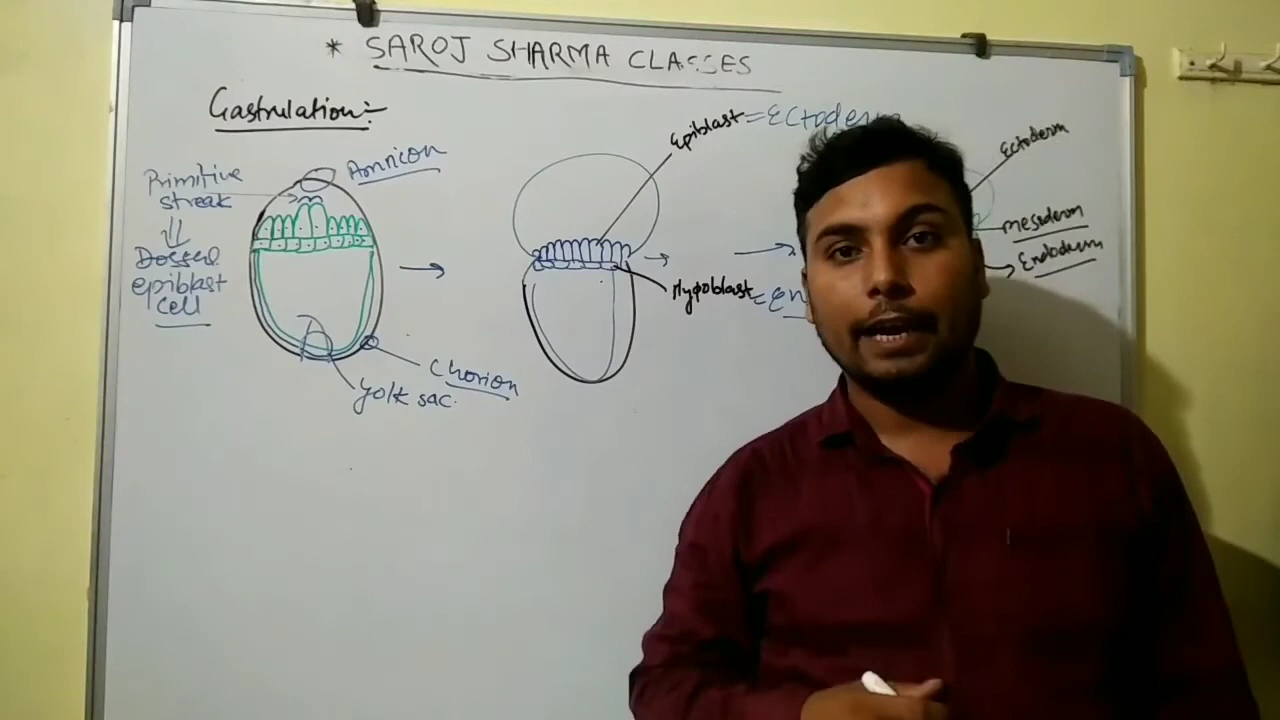 * SAROJ SHARMA CLASSES
Gastrulation:-
Amnion
Primitive
streak
Dorsal
epiblast
cell
Chorion
yolk sac.
Epiblast = Ectoderm
Hypoblast = En
Ectoderm
mesoderm
Endoderm